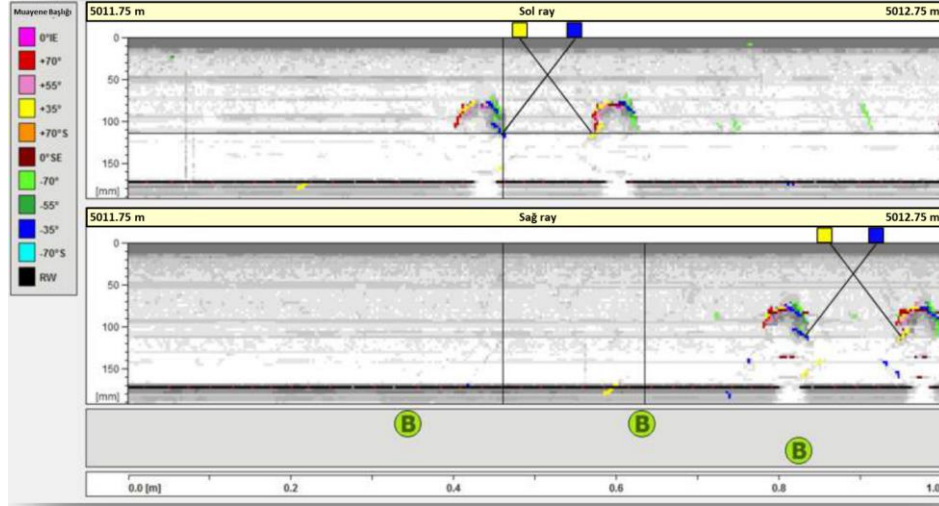 Muayene Başlığı
0°IE
+70°
+55°
+35°
+70°S
0°SE
-70°
-55°
-35°
-70°S
RW
5011.75 m Sol ray 5012.75 m
0
50
100
150
[mm]
5011.75 m Sağ ray 5012.75 m
0
50
100
150
[mm]
B B
B
0.0 [m] 0.2 0.4 0.6 0.8 1.0